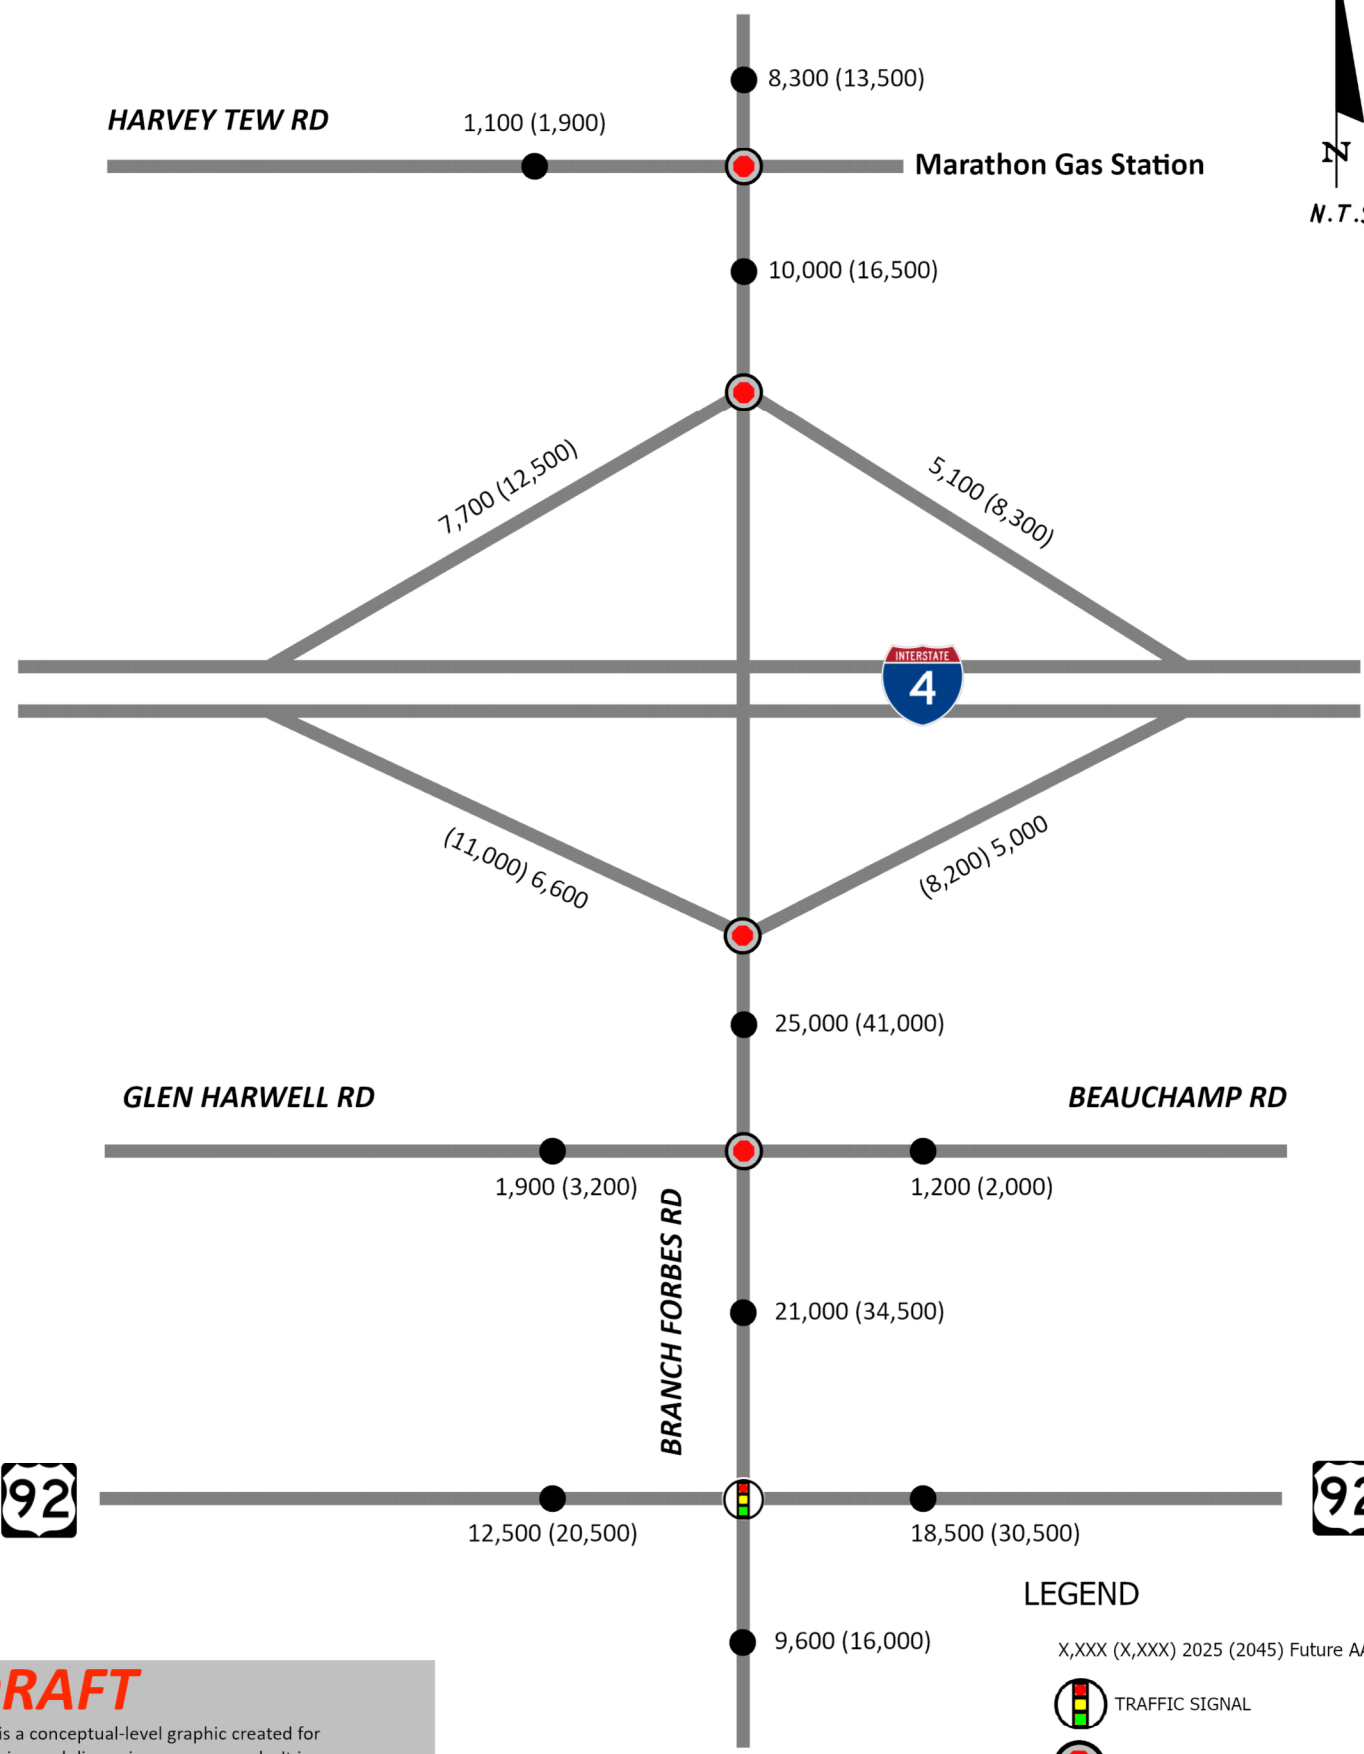 8,300 (13,500)
HARVEY TEW RD
1,100 (1,900)
Marathon Gas Station
N
N.T.S
10,000 (16,500)
7,700 (12,500)
5,100 (8,300)
INTERSTATE
4
(11,000) 6,600
(8,200) 5,000
25,000 (41,000)
GLEN HARWELL RD
BEAUCHAMP RD
1,900 (3,200)
1,200 (2,000)
BRANCH FORBES RD
21,000 (34,500)
92
92
12,500 (20,500)
18,500 (30,500)
LEGEND
9,600 (16,000)
X,XXX (X,XXX) 2025 (2045) Future
TRAFFIC SIGNAL
RAFT
is a conceptual-level graphic created for